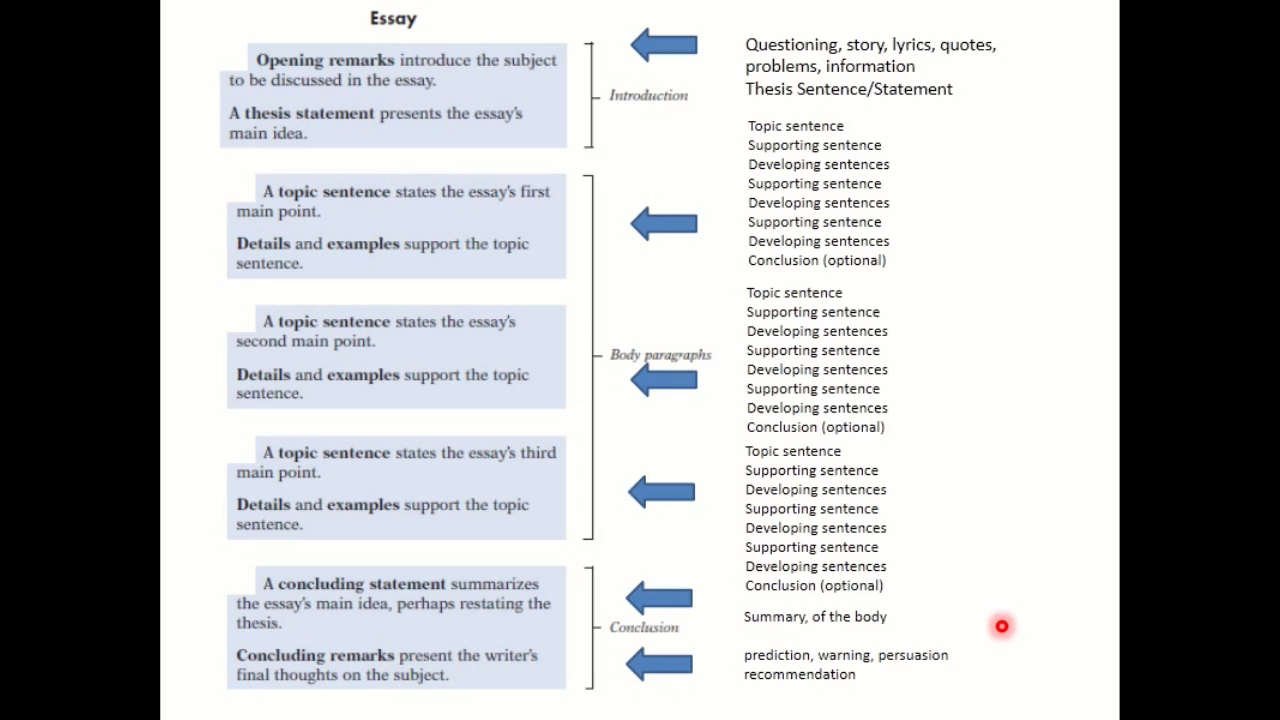 Essay
Opening remarks introduce the subject
to be discussed in the essay.
A thesis statement presents the essay's
main idea.
Introduction
Questioning, story, lyrics, quotes,
problems, information
Thesis Sentence/Statement
A topic sentence states the essay's first
main point.
Details and examples support the topic
sentence.
Topic sentence
Supporting sentence
Developing sentences
Supporting sentence
Developing sentences
Supporting sentence
Developing sentences
Conclusion (optional)
A topic sentence states the essay's
second main point.
Details and examples support the topic
sentence.
Body paragraphs
Topic sentence
Supporting sentence
Developing sentences
Supporting sentence
Developing sentences
Supporting sentence
Developing sentences
Conclusion (optional)
A topic sentence states the essay's third
main point.
Details and examples support the topic
sentence.
Topic sentence
Supporting sentence
Developing sentences
Supporting sentence
Developing sentences
Supporting sentence
Developing sentences
Conclusion (optional)
A concluding statement summarizes
the essay's main idea, perhaps restating the
thesis.
Concluding remarks present the writer's
final thoughts on the subject.
Conclusion
Summary, of the body
prediction, warning, persuasion
recommendation